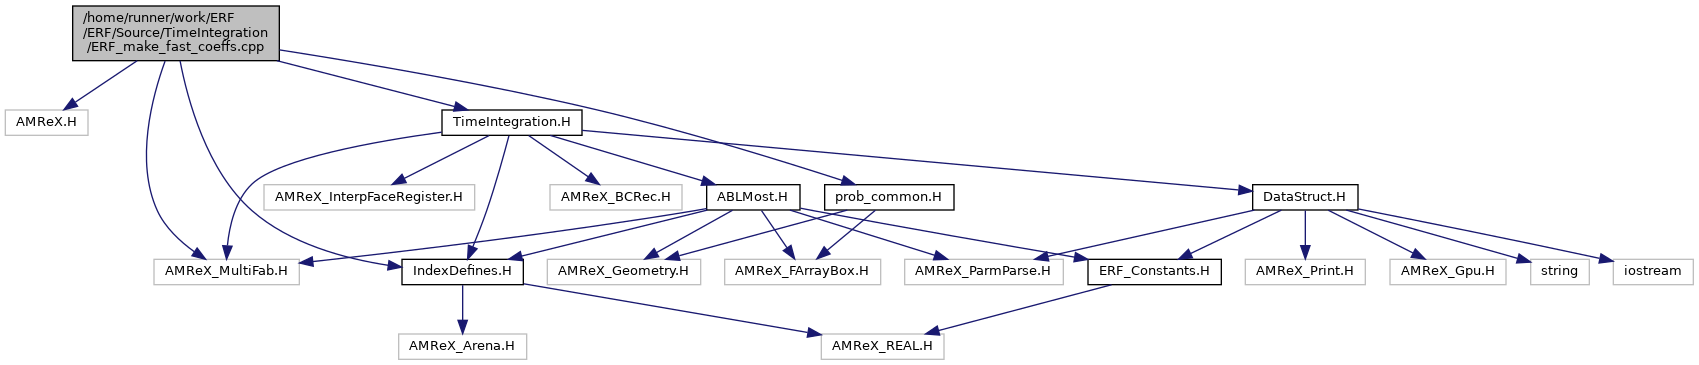 /home/runner/work/ERF
/ERF/Source/TimeIntegration
/ERF_make_fast_coeffs.cpp
AMReX.H
TimeIntegration.H
AMReX_InterpFaceRegister.H
AMReX_BCRec.H
ABLMost.H
prob_common.H
DataStruct.H
AMReX_MultiFab.H
IndexDefines.H
AMReX_Geometry.H
AMReX_FArrayBox.H
AMReX_ParmParse.H
ERF_Constants.H
AMReX_Print.H
AMReX_Gpu.H
string
iostream
AMReX_Arena.H
AMReX_REAL.H